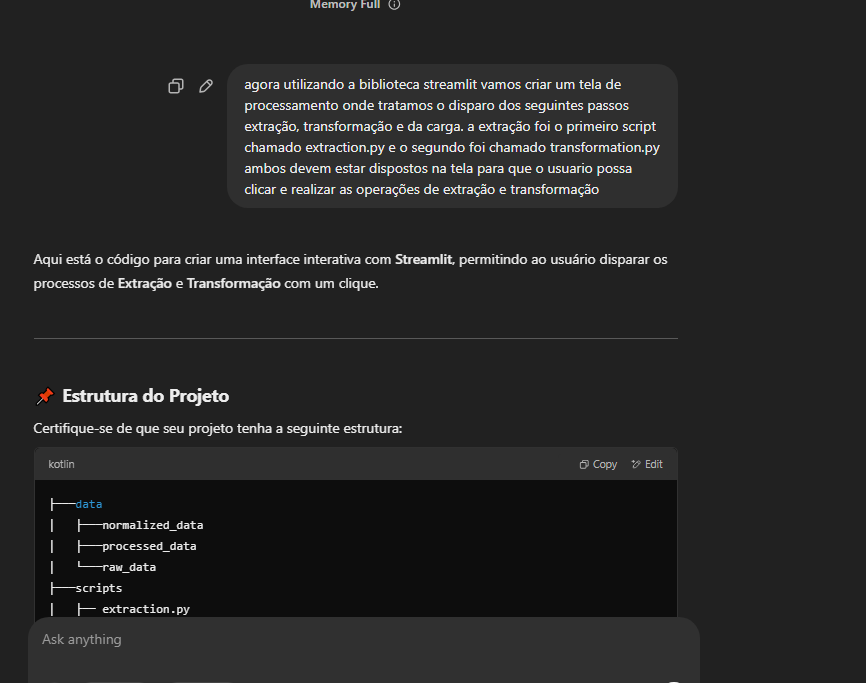 Memory Full
agora utilizando a biblioteca streamlit vamos criar um tela de
processamento onde tratamos o disparo dos seguintes passos
extração, transformação e da carga. a extração foi o primeiro script
chamado extraction.py e o segundo foi chamado transformation.py
ambos devem estar dispostos na tela para que o usuario possa
clicar e realizar as operações de extração e transformação
Aqui está o código para criar uma interface interativa com Streamlit, permitindo ao usuário disparar os
processos de Extração e Transformação com um clique.
📌 Estrutura do Projeto
Certifique-se de que seu projeto tenha a seguinte estrutura:
kotlin Copy Edit
├───data
│   ├───normalized_data
│   ├───processed_data
│   └───raw_data
├───scripts
│   ├── extraction.py
Ask anything